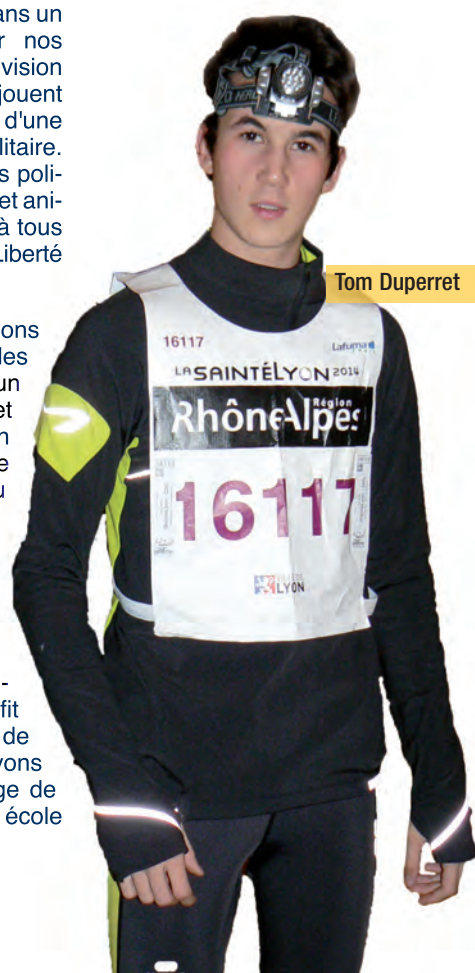 ans un
r nos
vision
jouent
d'une
litaire.
s poli-
et ani-
à tous
Liberté
ons
des
un
et
n
e
u
-
fit
de
yons
ge de
école
Tom Duperret
16117
Lafuma
LA SAINTÉLYON 2014
Région
RhôneAlpes
16117
LYON